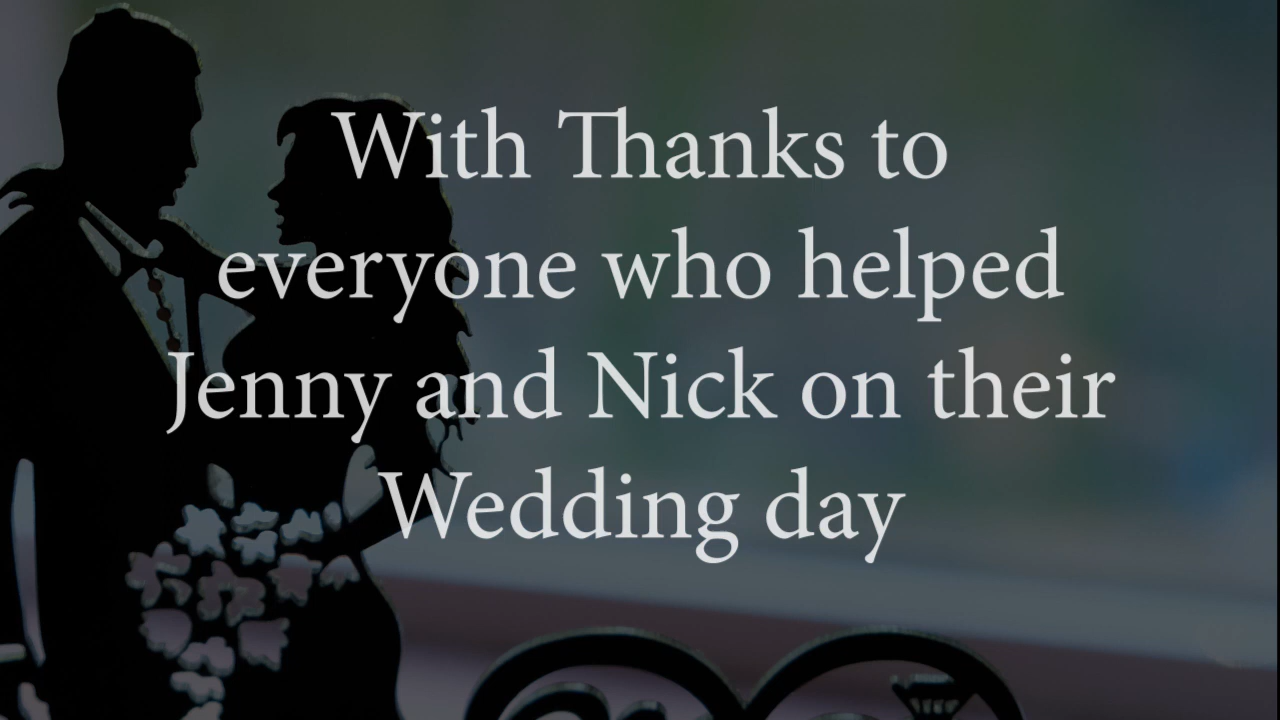 With Thanks to
everyone who helped
Jenny and Nick on their
Wedding day